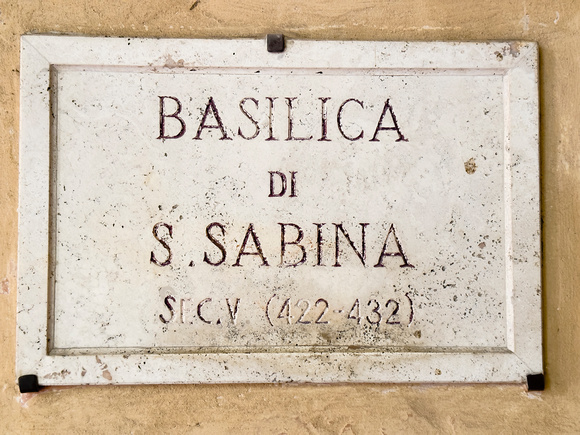 BASILICA
DI
S. SABINA
SEC. V (422-432)